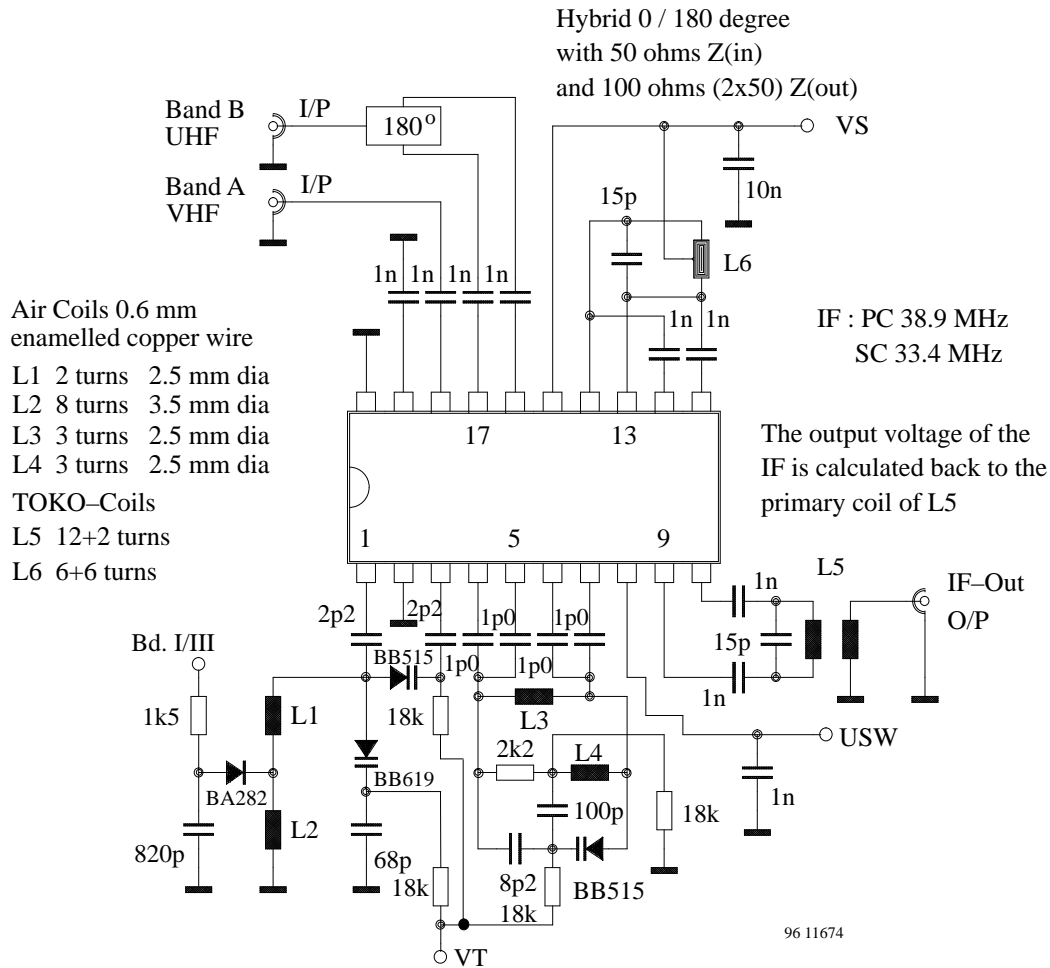 Hybrid 0 / 180 degree
with 50 ohms Z(in)
and 100 ohms (2x50) Z(out)
Band B
UHF
I/P
180°
VS
Band A
VHF
I/P
10n
15p
L6
1n 1n 1n 1n
1n 1n
IF : PC 38.9 MHz
SC 33.4 MHz
Air Coils 0.6 mm
enamelled copper wire
L1 2 turns 2.5 mm dia
L2 8 turns 3.5 mm dia
L3 3 turns 2.5 mm dia
L4 3 turns 2.5 mm dia
TOKO–Coils
L5 12+2 turns
L6 6+6 turns
17 13
The output voltage of the
IF is calculated back to the
primary coil of L5
1 5 9
1n
L5
IF–Out
O/P
15p
1n
2p2 2p2 1p0 1p0
1p0 1p0
Bd. I/III
BB515
1k5
L1
18k
L3
USW
BA282
BB619
2k2
L4
1n
820p
L2
68p
100p
18k
18k
8p2
BB515
18k
VT
96 11674